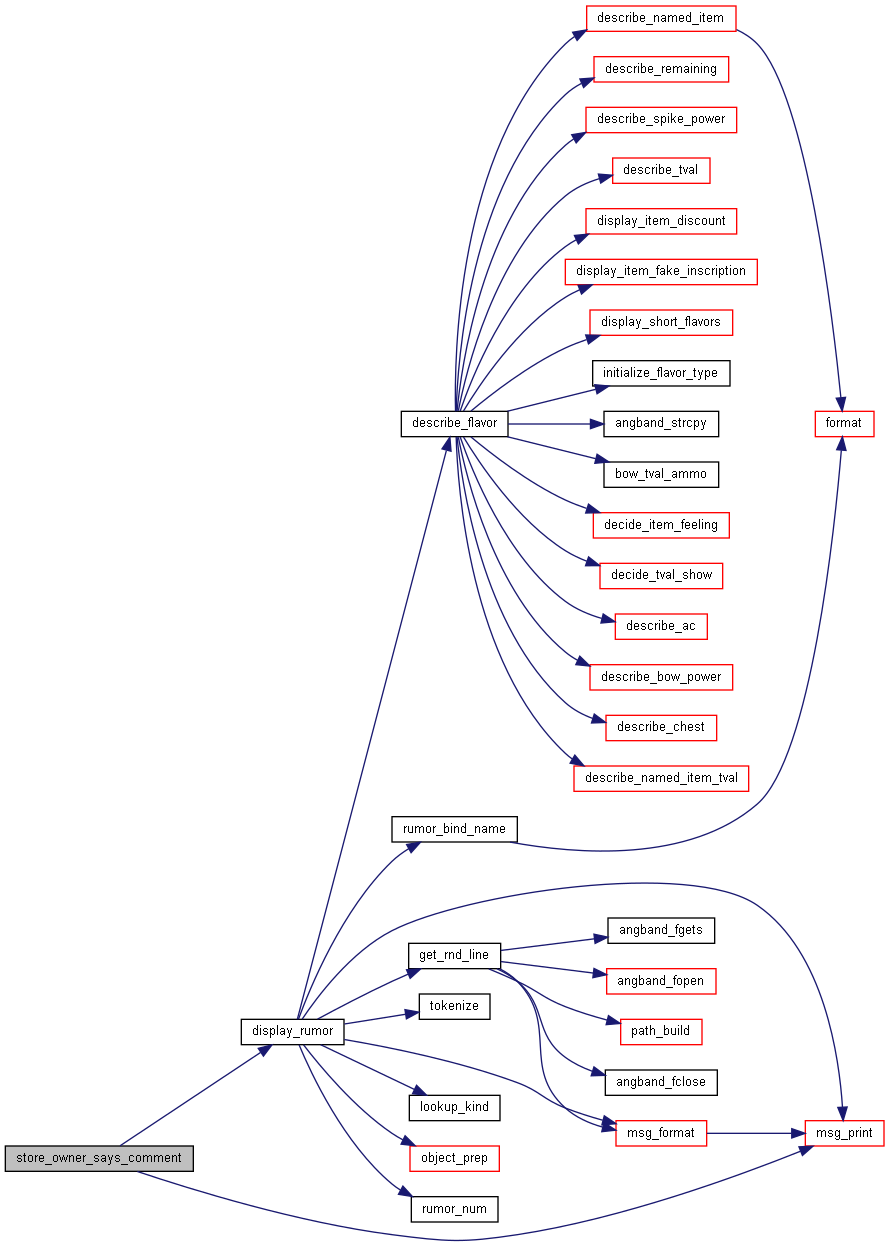 describe_named_item
describe_remaining
describe_spike_power
describe_tval
display_item_discount
display_item_fake_inscription
display_short_flavors
initialize_flavor_type
describe_flavor
angband_strcpy
format
bow_tval_ammo
decide_item_feeling
decide_tval_show
describe_ac
describe_bow_power
describe_chest
describe_named_item_tval
rumor_bind_name
angband_fgets
get_rnd_line
angband_fopen
tokenize
display_rumor
path_build
angband_fclose
lookup_kind
msg_format
msg_print
store_owner_says_comment
object_prep
rumor_num